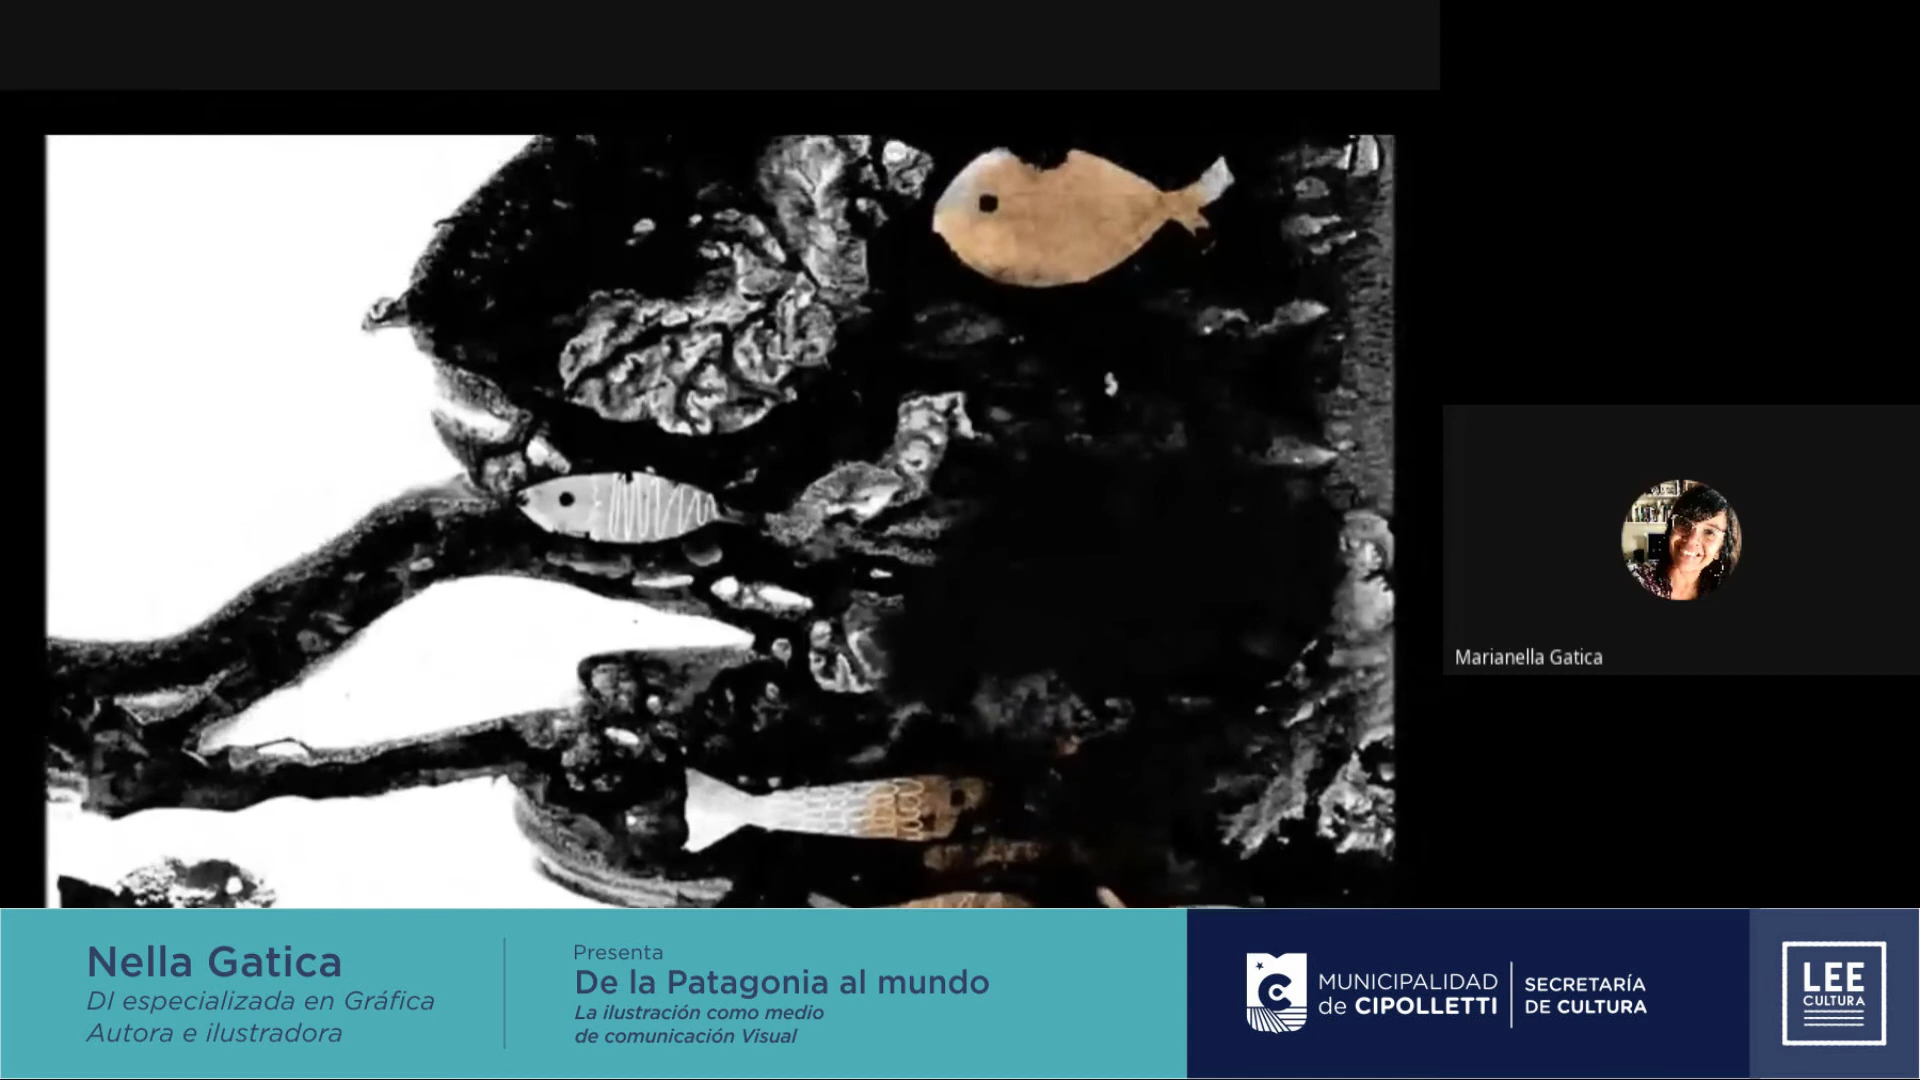 Marianella Gatica
Nella Gatica
DI especializada en Gráfica
Autora e ilustradora
Presenta
De la Patagonia al mundo
La ilustración como medio
de comunicación Visual
MUNICIPALIDAD
de CIPOLLETTI
SECRETARÍA
DE CULTURA
LEE
CULTURA